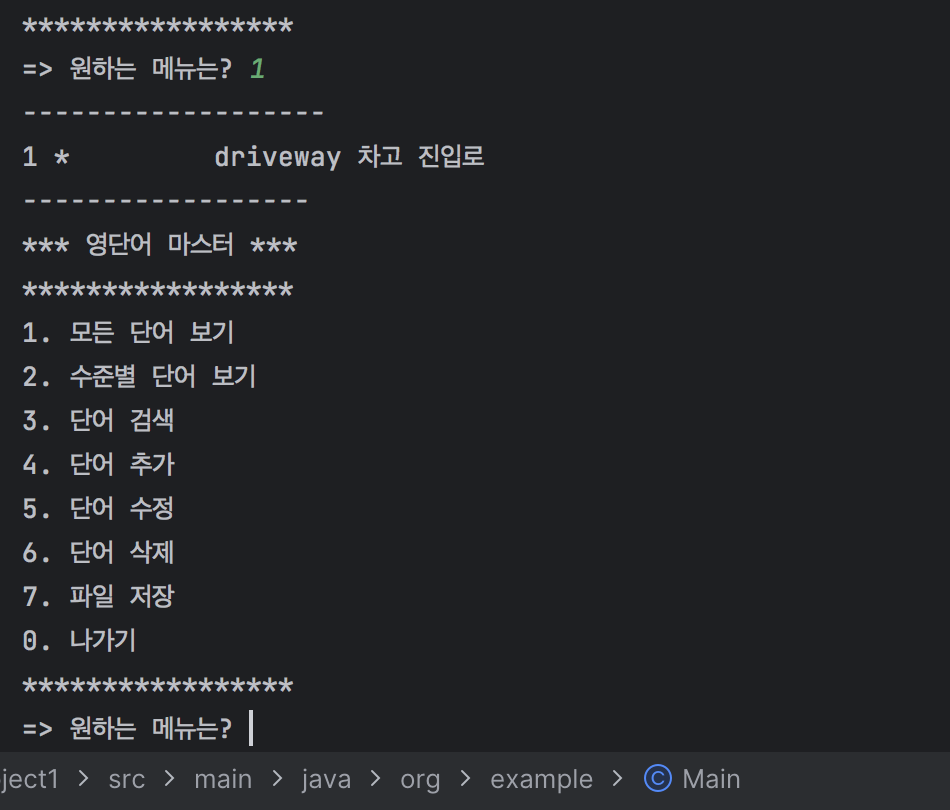 *****************
=> 원하는 메뉴는? 1
-------------------
1 *         driveway 차고 진입로
------------------
*** 영단어 마스터 ***
*****************
1. 모든 단어 보기
2. 수준별 단어 보기
3. 단어 검색
4. 단어 추가
5. 단어 수정
6. 단어 삭제
7. 파일 저장
0. 나가기
*****************
=> 원하는 메뉴는?
ject1 > src > main > java > org > example > © Main